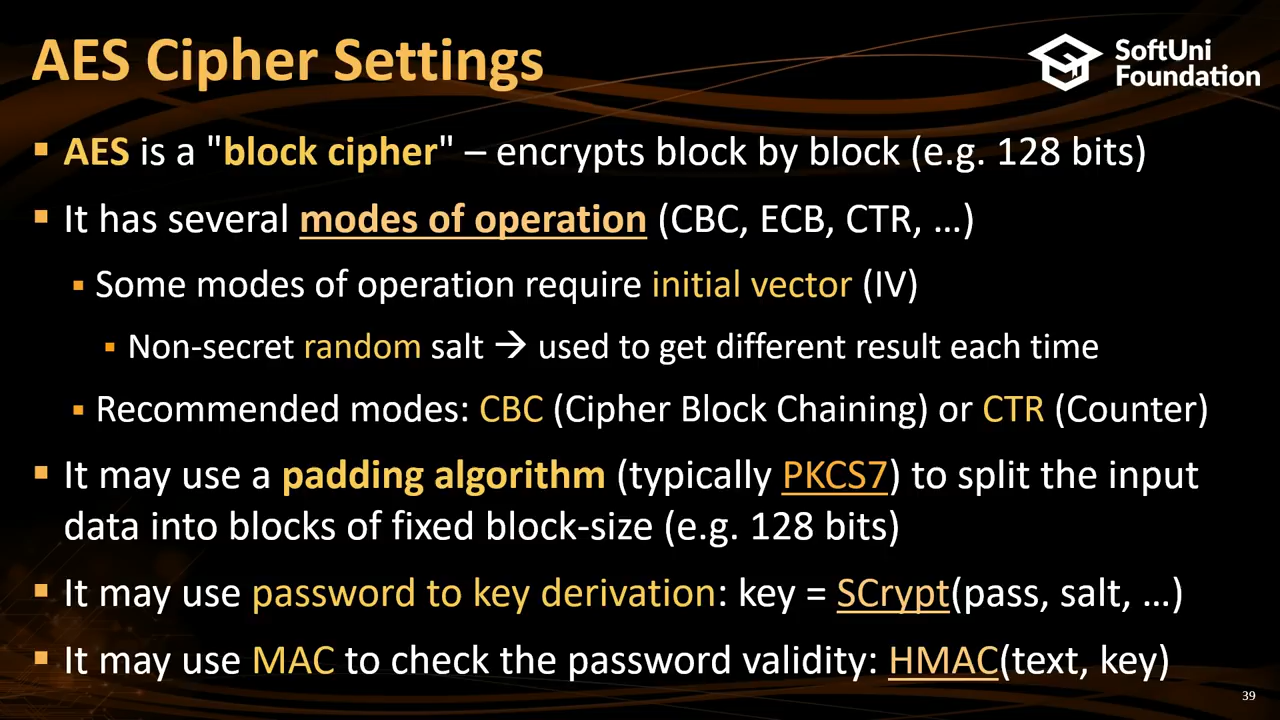 AES Cipher Settings
SoftUni
Foundation
▪ AES is a "block cipher" – encrypts block by block (e.g. 128 bits)
▪ It has several modes of operation (CBC, ECB, CTR, …)
▪ Some modes of operation require initial vector (IV)
▪ Non-secret random salt → used to get different result each time
▪ Recommended modes: CBC (Cipher Block Chaining) or CTR (Counter)
▪ It may use a padding algorithm (typically PKCS7) to split the input
data into blocks of fixed block-size (e.g. 128 bits)
▪ It may use password to key derivation: key = SCrypt(pass, salt, …)
▪ It may use MAC to check the password validity: HMAC(text, key)
39